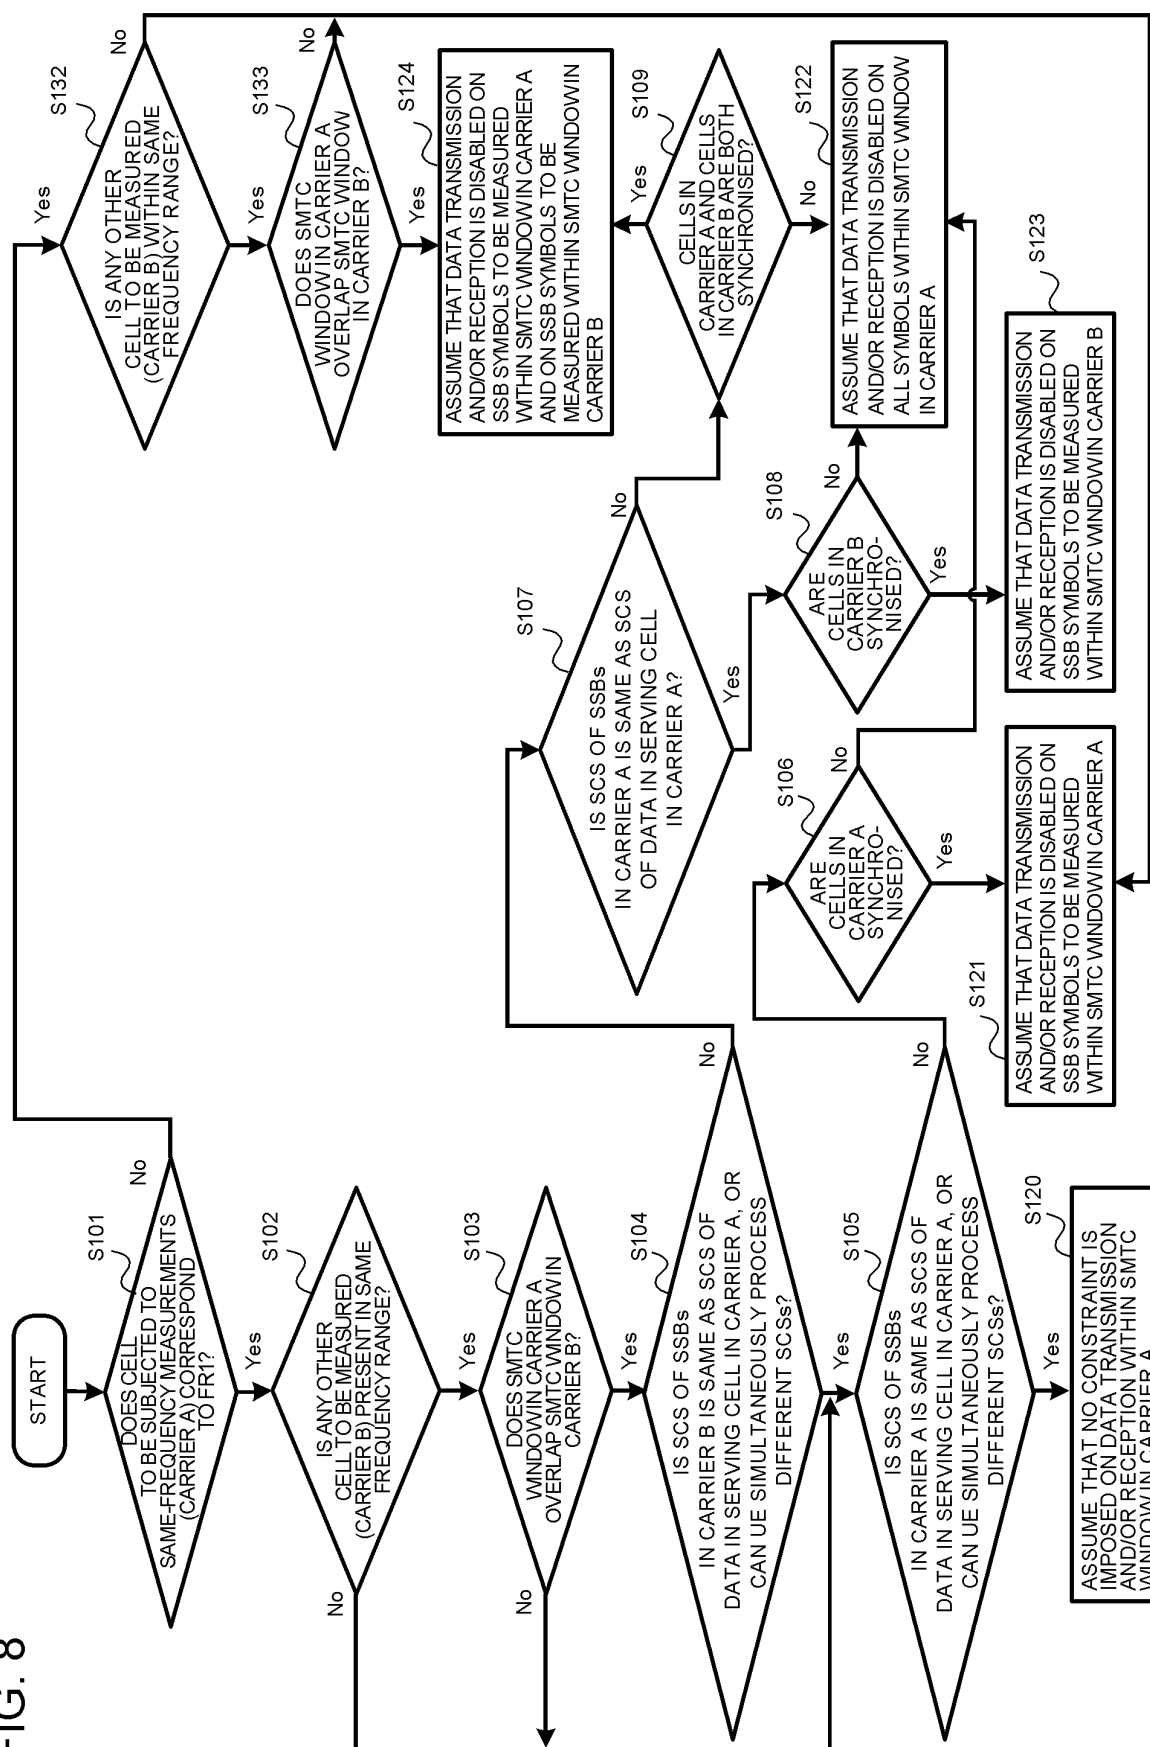 FIG. 8
START
DOES CELL
TO BE SUBJECTED TO
SAME-FREQUENCY MEASUREMENTS
(CARRIER A) CORRESPOND
TO FR1?
S101
No
Yes
IS ANY OTHER
CELL TO BE MEASURED
(CARRIER B) PRESENT IN SAME
FREQUENCY RANGE?
S102
No
Yes
DOES SMTC
WINDOW IN CARRIER A
OVERLAP SMTC WINDOW IN
CARRIER B?
S103
No
Yes
IS SCS OF SSBs
IN CARRIER B IS SAME AS SCS OF
DATA IN SERVING CELL IN CARRIER A, OR
CAN UE SIMULTANEOUSLY PROCESS
DIFFERENT SCSs?
S104
No
Yes
IS SCS OF SSBs
IN CARRIER A IS SAME AS SCS OF
DATA IN SERVING CELL IN CARRIER A, OR
CAN UE SIMULTANEOUSLY PROCESS
DIFFERENT SCSs?
S105
No
Yes
S120
ASSUME THAT NO CONSTRAINT IS
IMPOSED ON DATA TRANSMISSION
AND/OR RECEPTION WITHIN SMTC
WINDOW IN CARRIER A
IS SCS OF SSBs
IN CARRIER A IS SAME AS SCS
OF DATA IN SERVING CELL
IN CARRIER A?
S107
No
Yes
ARE
CELLS IN
CARRIER A
SYNCHRO-
NISED?
S106
No
Yes
S121
ASSUME THAT DATA TRANSMISSION
AND/OR RECEPTION IS DISABLED ON
SSB SYMBOLS TO BE MEASURED
WITHIN SMTC WINDOW IN CARRIER A
ARE
CELLS IN
CARRIER B
SYNCHRO-
NISED?
S108
No
Yes
S123
ASSUME THAT DATA TRANSMISSION
AND/OR RECEPTION IS DISABLED ON
SSB SYMBOLS TO BE MEASURED
WITHIN SMTC WINDOW IN CARRIER B
IS ANY OTHER
CELL TO BE MEASURED
(CARRIER B) WITHIN SAME
FREQUENCY RANGE?
S132
No
Yes
Yes
DOES SMTC
WINDOW IN CARRIER A
OVERLAP SMTC WINDOW
IN CARRIER B?
S133
No
Yes
S124
ASSUME THAT DATA TRANSMISSION
AND/OR RECEPTION IS DISABLED ON
SSB SYMBOLS TO BE MEASURED
WITHIN SMTC WINDOW IN CARRIER A
AND ON SSB SYMBOLS TO BE
MEASURED WITHIN SMTC WINDOW IN
CARRIER B
CELLS IN
CARRIER A AND CELLS
IN CARRIER B ARE BOTH
SYNCHRONISED?
S109
Yes
No
S122
ASSUME THAT DATA TRANSMISSION
AND/OR RECEPTION IS DISABLED ON
ALL SYMBOLS WITHIN SMTC WINDOW
IN CARRIER A